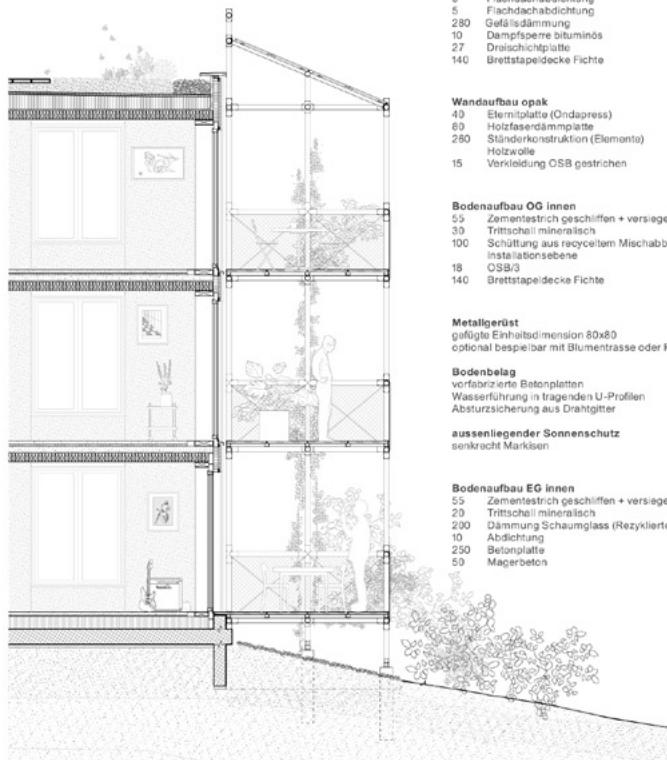 5 Flachdachabdichtung
280 Gefällsdämmung
10 Dampfsperre bituminös
27 Dreischichtplatte
140 Brettstapeldecke Fichte
Wandaufbau opak
40 Eternitplatte (Ondapress)
80 Holzfaserdämmplatte
260 Ständerkonstruktion (Elemente)
Holzwolle
15 Verkleidung OSB gestrichen
Bodenaufbau OG innen
55 Zementestrich geschliffen + versiege
30 Trittschall mineralisch
100 Schüttung aus recyceltem Mischabb
Installationsebene
18 OSB/3
140 Brettstapeldecke Fichte
Metallgerüst
gefügte Einheitsdimension 80x80
optional bespielbar mit Blumentrasse oder
Bodenbelag
vorfabrizierte Betonplatten
Wasserführung in tragenden U-Profilen
Absturzsicherung aus Drahtgitter
aussenliegender Sonnenschutz
senkrecht Markisen
Bodenaufbau EG innen
55 Zementestrich geschliffen + versiege
20 Trittschall mineralisch
200 Dämmung Schaumglass (Rezyklierte
10 Abdichtung
250 Betonplatte
50 Magerbeton